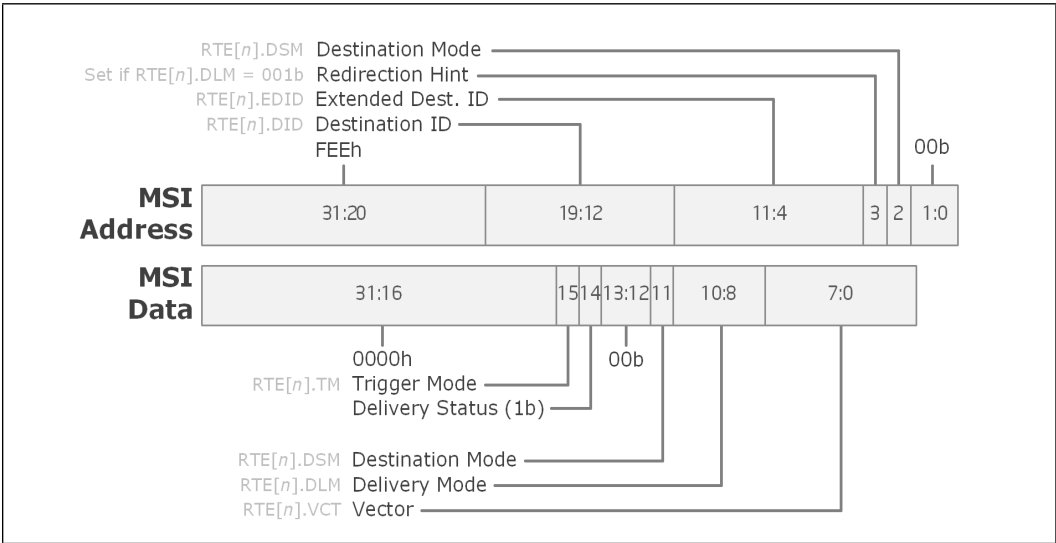 RTE[n].DSM Destination Mode
Set if RTE[n].DLM = 001b Redirection Hint
RTE[n].EDID Extended Dest. ID
RTE[n].DID Destination ID
FEEh 00b
MSI Address
31:20 19:12 11:4 3 2 1:0
MSI Data
31:16 15 14 13:12 11 10:8 7:0
0000h 00b
RTE[n].TM Trigger Mode
Delivery Status (1b)
RTE[n].DSM Destination Mode
RTE[n].DLM Delivery Mode
RTE[n].VCT Vector